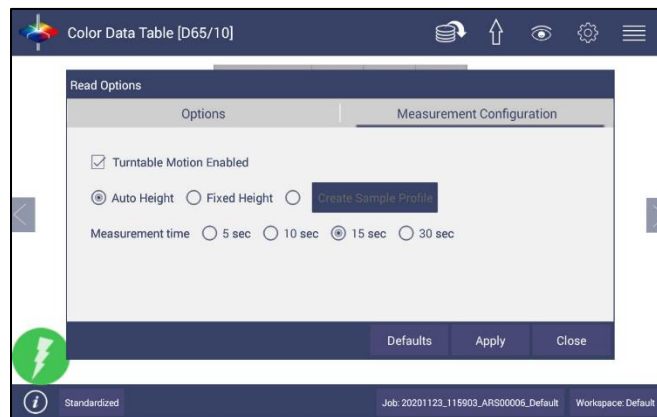 Color Data Table [D65/10]
Read Options
Options Measurement Configuration
Turntable Motion Enabled
Auto Height Fixed Height Create Sample Profile
Measurement time 5 sec 10 sec 15 sec 30 sec
Defaults Apply Close
Standardized Job: 20201123_115903_ARS00006_Default Workspace: Default